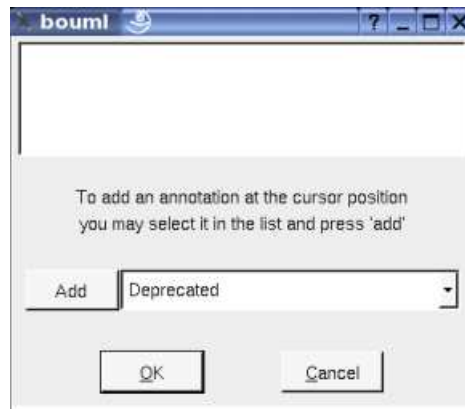 bouml
To add an annotation at the cursor position
you may select it in the list and press 'add'
Add
Deprecated
OK
Cancel